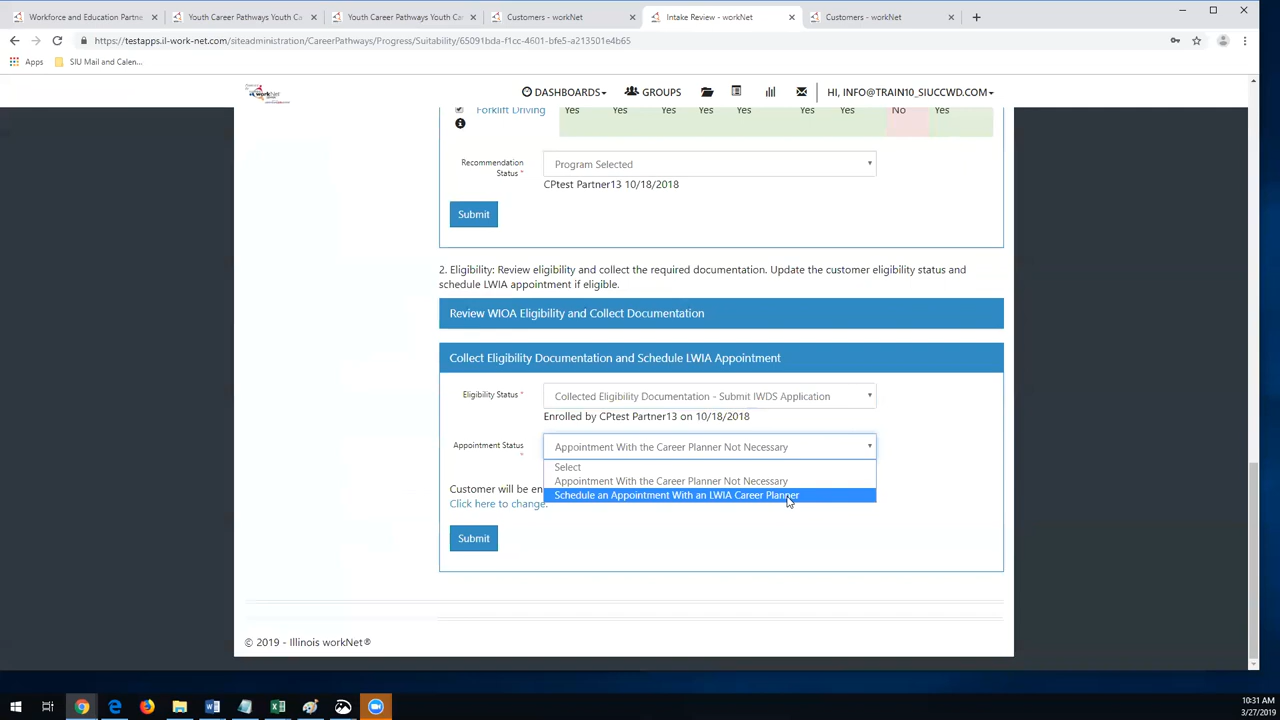 Workforce and Education Partne
Youth Career Pathways Youth Ca
Youth Career Pathways Youth Ca
Customers - workNet
Intake Review - workNet
Customers - workNet
https://testapps.il-work-net.com/siteadministration/CareerPathways/Progress/Suitability/65091bda-f1cc-4601-bfe5-a213501e4b65
Apps
SIU Mail and Calen...
workNet
DASHBOARDS
GROUPS
HI, INFO@TRAIN10_SIUCCWD.COM
Forklift Driving
Yes Yes Yes Yes Yes Yes No Yes
Recommendation Status *
Program Selected
CPtest Partner13 10/18/2018
Submit
2. Eligibility: Review eligibility and collect the required documentation. Update the customer eligibility status and
schedule LWIA appointment if eligible.
Review WIOA Eligibility and Collect Documentation
Collect Eligibility Documentation and Schedule LWIA Appointment
Eligibility Status *
Collected Eligibility Documentation - Submit IWDS Application
Enrolled by CPtest Partner13 on 10/18/2018
Appointment Status *
Appointment With the Career Planner Not Necessary
Select
Appointment With the Career Planner Not Necessary
Schedule an Appointment With an LWIA Career Planner
Customer will be en
Click here to change.
Submit
© 2019 - Illinois workNet®
10:31 AM
3/27/2019